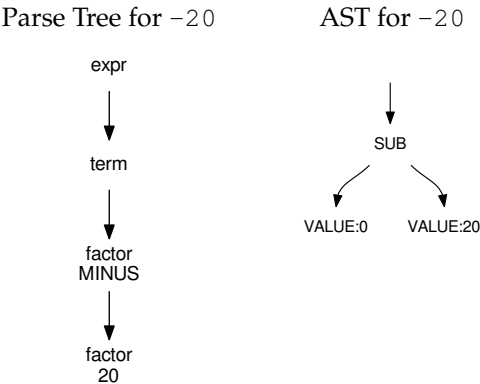 Parse Tree for -20
AST for -20
expr
term
factor
MINUS
factor
20
SUB
VALUE:0
VALUE:20